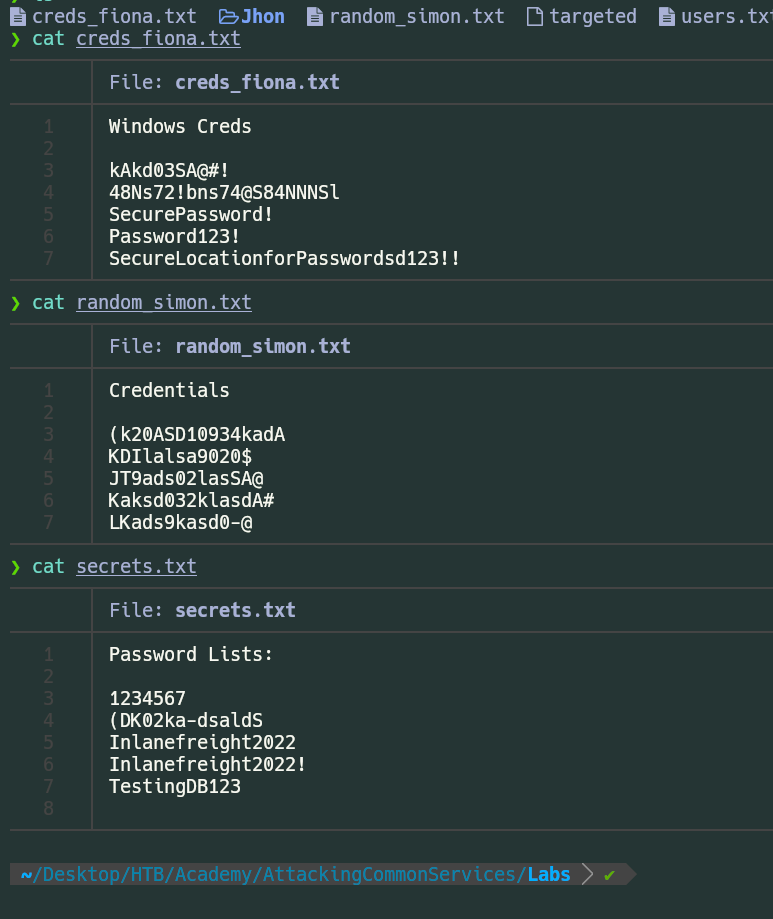 creds_fiona.txt Jhon random_simon.txt targeted users.txt
❯ cat creds_fiona.txt
File: creds_fiona.txt
1 Windows Creds
2
3 kAkd03SA@#!
4 48Ns72!bns74@S84NNNSl
5 SecurePassword!
6 Password123!
7 SecureLocationforPasswordsd123!!
❯ cat random_simon.txt
File: random_simon.txt
1 Credentials
2
3 (k20ASD10934kadA
4 KDIlalsa9020$
5 JT9ads02lasSA@
6 Kaksd032klasdA#
7 LKads9kasd0-@
❯ cat secrets.txt
File: secrets.txt
1 Password Lists:
2
3 1234567
4 (DK02ka-dsaldS
5 Inlanefreight2022
6 Inlanefreight2022!
7 TestingDB123
8
~/Desktop/HTB/Academy/AttackingCommonServices/Labs ✔